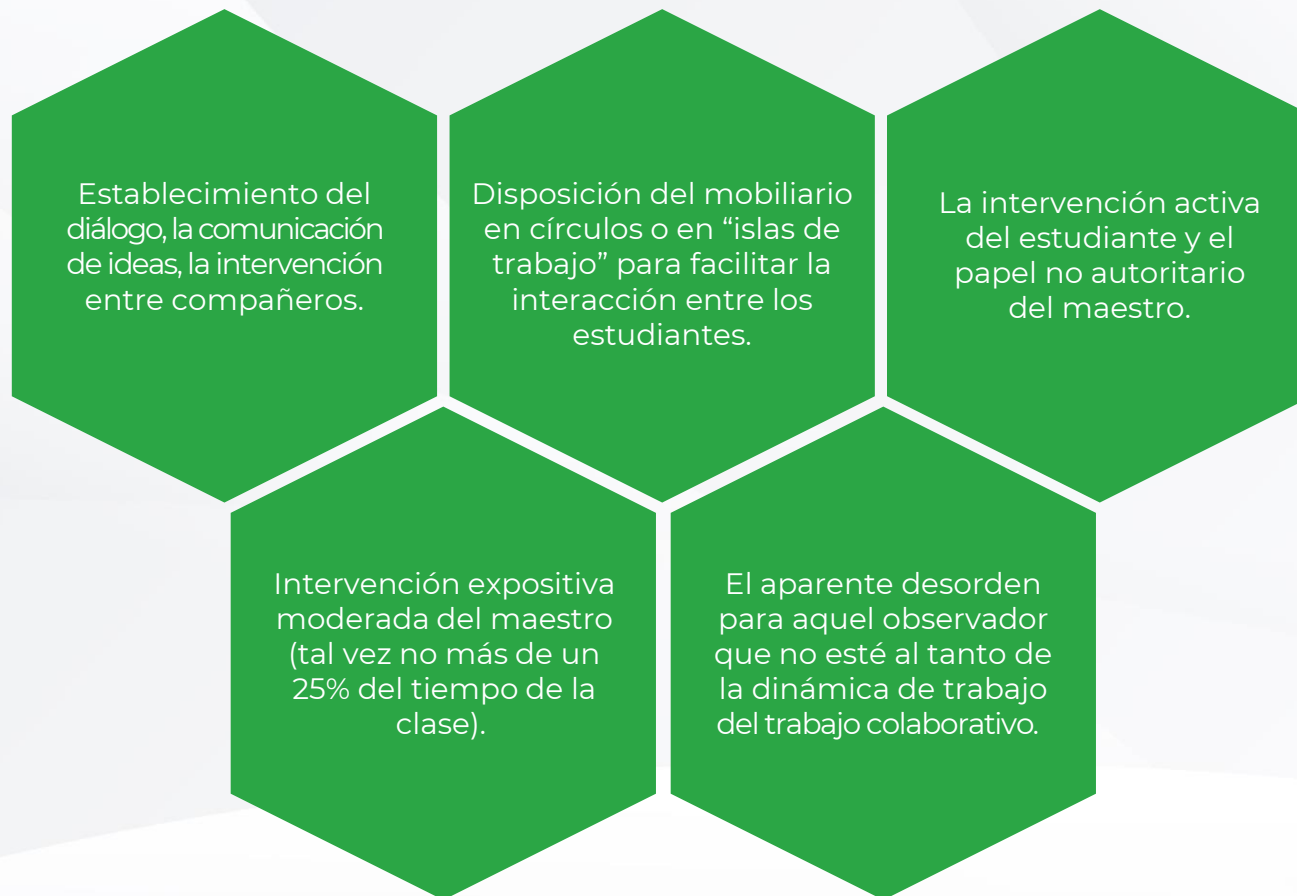 Establecimiento del
diálogo, la comunicación
de ideas, la intervención
entre compañeros.
Disposición del mobiliario
en círculos o en “islas de
trabajo” para facilitar la
interacción entre los
estudiantes.
La intervención activa
del estudiante y el
papel no autoritario
del maestro.
Intervención expositiva
moderada del maestro
(tal vez no más de un
25% del tiempo de la
clase).
El aparente desorden
para aquel observador
que no esté al tanto de
la dinámica de trabajo
del trabajo colaborativo.